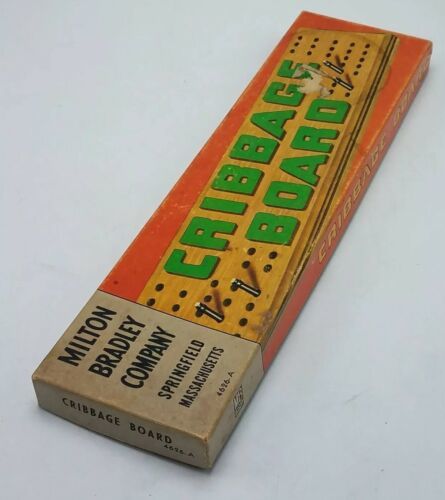 CRIBBAGE
BOARD
MILTON
BRADLEY
COMPANY
SPRINGFIELD
MASSACHUSETTS
4626-A
CRIBBAGE BOARD
4626-A
CRIBBAGE BOARD